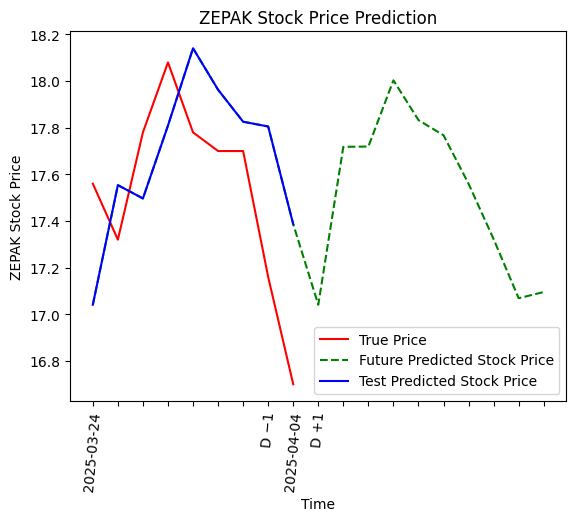 ZEPAK Stock Price Prediction
ZEPAK Stock Price
18.2
18.0
17.8
17.6
17.4
17.2
17.0
16.8
True Price
Future Predicted Stock Price
Test Predicted Stock Price
2025-03-24
D −1
2025-04-04
D +1
Time